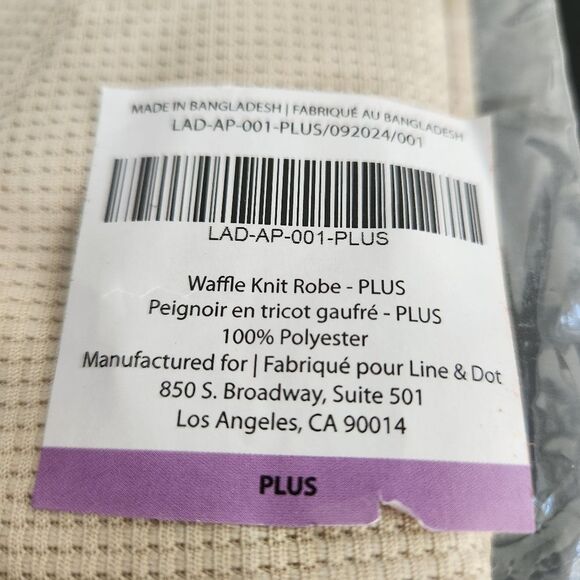 MADE IN BANGLADESH | FABRIQUÉ AU BANGLADESH
LAD-AP-001-PLUS/092024/001
LAD-AP-001-PLUS
Waffle Knit Robe - PLUS
Peignoir en tricot gaufré - PLUS
100% Polyester
Manufactured for | Fabriqué pour Line & Dot
850 S. Broadway, Suite 501
Los Angeles, CA 90014
PLUS